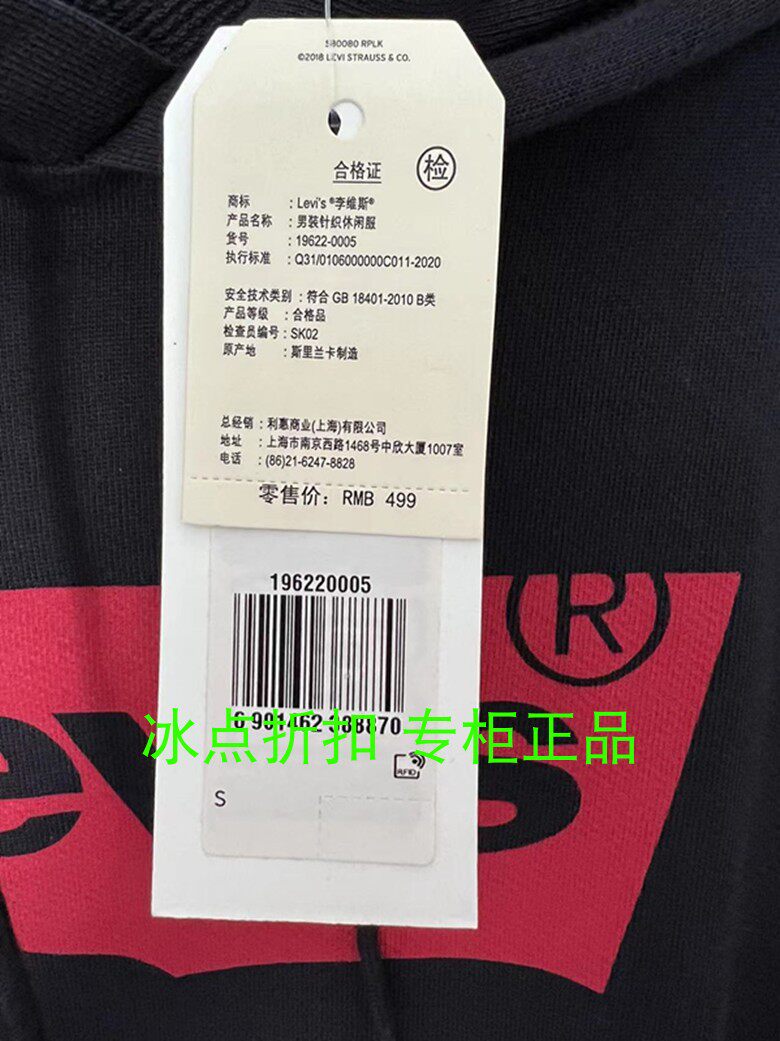 S80080 RPLK
©2018 LEVI STRAUSS & CO.
合格证 检
商标 : Levi's ®李维斯®
产品名称 : 男装针织休闲服
货号 : 19622-0005
执行标准 : Q31/0106000000C011-2020
安全技术类别 : 符合 GB 18401-2010 B类
产品等级 : 合格品
检查员编号 : SK02
原产地 : 斯里兰卡制造
总经销 : 利惠商业(上海)有限公司
地址 : 上海市南京西路1468号中欣大厦1007室
电话 : (86)21-6247-8828
零售价: RMB 499
196220005
®
冰点折扣 专柜正品
RFID
S